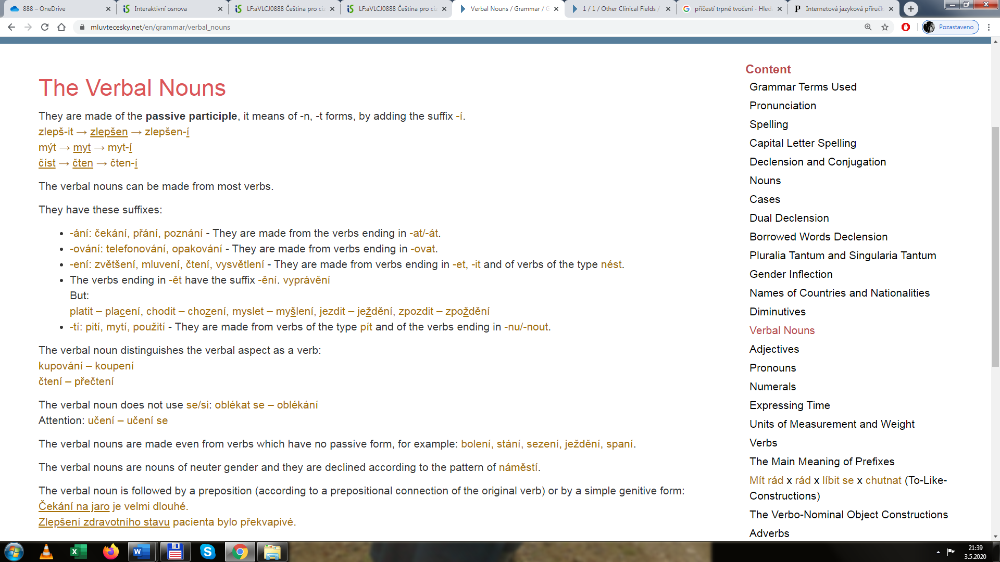 888 – OneDrive
Interaktivní osnova
LF:aVLCJ0888 Čeština pro ciz
LF:aVLCJ0888 Čeština pro ciz
Verbal Nouns / Grammar / G
1 / 1 / Other Clinical Fields /
příčestí trpné tvoření - Hled
Internetová jazyková příručk
mluvtecesky.net/en/grammar/verbal_nouns
Pozastaveno
The Verbal Nouns
They are made of the passive participle, it means of -n, -t forms, by adding the suffix -í.
zlepš-it → zlepšen → zlepšen-í
mýt → myt → myt-í
číst → čten → čten-í
The verbal nouns can be made from most verbs.
They have these suffixes:
• -ání: čekání, přání, poznání - They are made from the verbs ending in -at/-át.
• -ování: telefonování, opakování - They are made from verbs ending in -ovat.
• -ení: zvětšení, mluvení, čtení, vysvětlení - They are made from verbs ending in -et, -it and of verbs of the type nést.
• The verbs ending in -ět have the suffix -ění. vyprávění
But:
platit – placení, chodit – chození, myslet – myšlení, jezdit – ježdění, zpozdit – zpoždění
• -tí: pití, mytí, použití - They are made from verbs of the type pít and of the verbs ending in -nu/-nout.
The verbal noun distinguishes the verbal aspect as a verb:
kupování – koupení
čtení – přečtení
The verbal noun does not use se/si: oblékat se – oblékání
Attention: učení – učení se
The verbal nouns are made even from verbs which have no passive form, for example: bolení, stání, sezení, ježdění, spaní.
The verbal nouns are nouns of neuter gender and they are declined according to the pattern of náměstí.
The verbal noun is followed by a preposition (according to a prepositional connection of the original verb) or by a simple genitive form:
Čekání na jaro je velmi dlouhé.
Zlepšení zdravotního stavu pacienta bylo překvapivé.
Content
Grammar Terms Used
Pronunciation
Spelling
Capital Letter Spelling
Declension and Conjugation
Nouns
Cases
Dual Declension
Borrowed Words Declension
Pluralia Tantum and Singularia Tantum
Gender Inflection
Names of Countries and Nationalities
Diminutives
Verbal Nouns
Adjectives
Pronouns
Numerals
Expressing Time
Units of Measurement and Weight
Verbs
The Main Meaning of Prefixes
Mít rád x rád x líbit se x chutnat (To-Like-
Constructions)
The Verbo-Nominal Object Constructions
Adverbs
21:39
3.5.2020